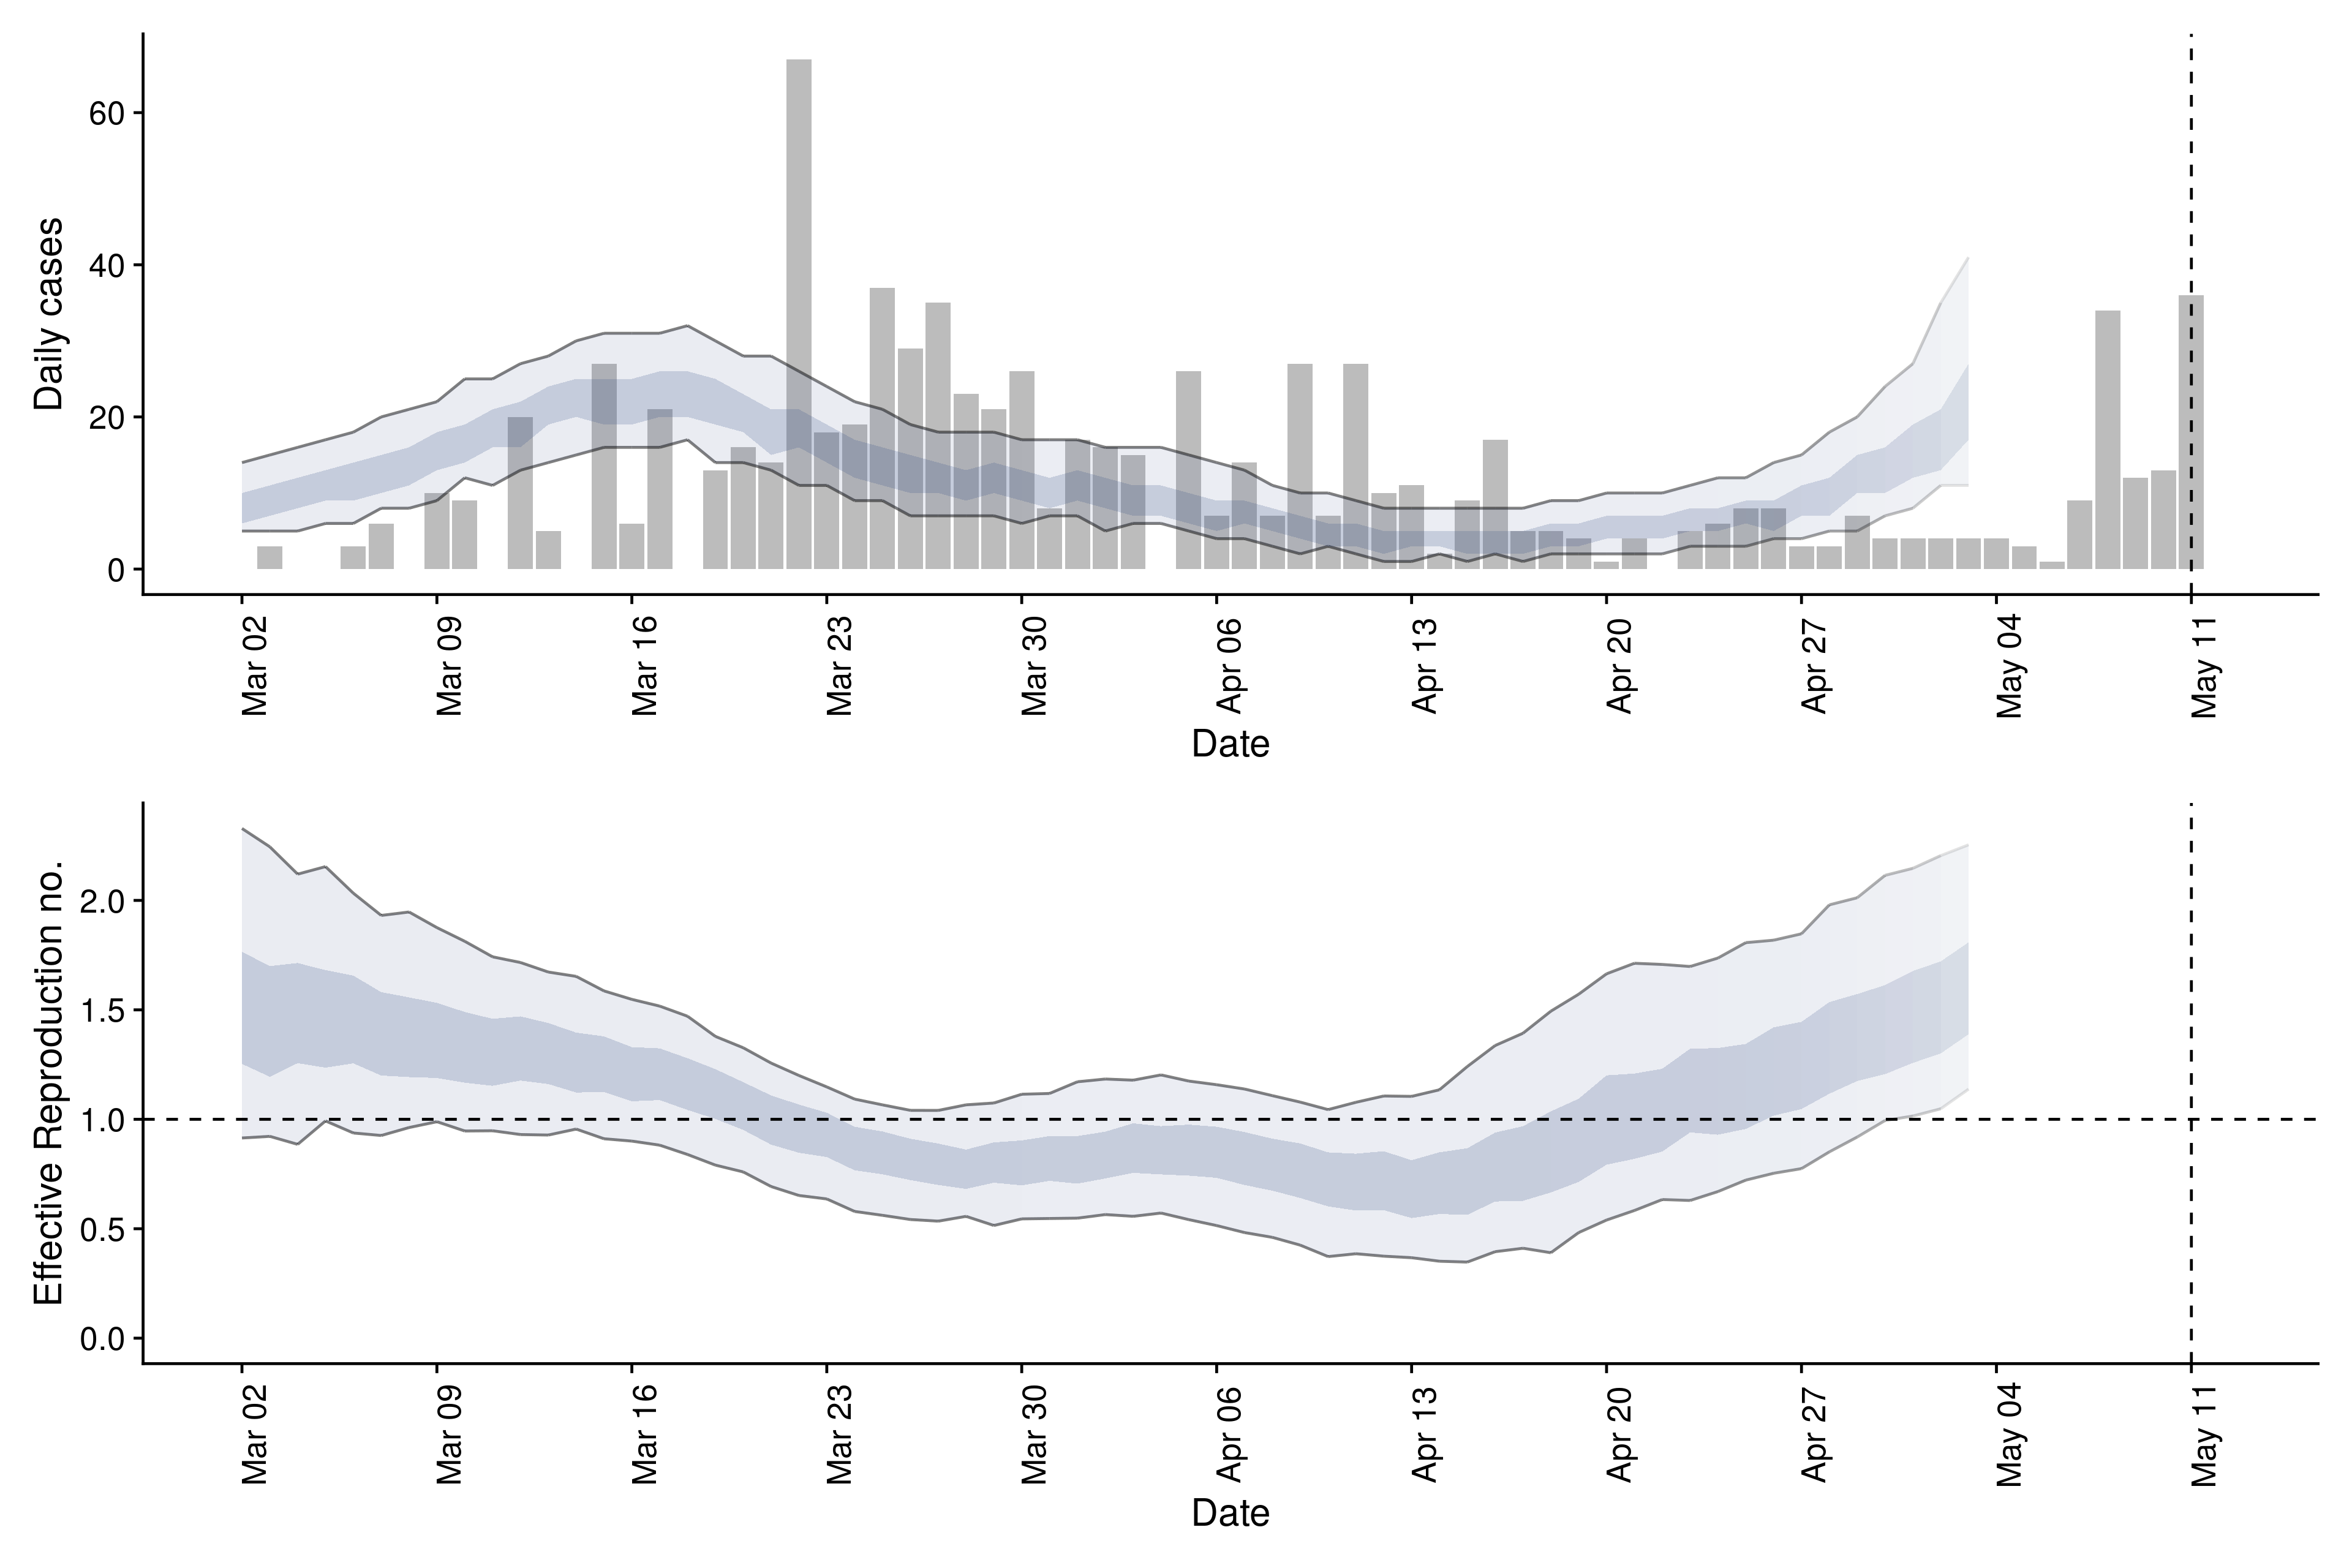 Daily cases
60
40
20
0
Mar 02
Mar 09
Mar 16
Mar 23
Mar 30
Apr 06
Apr 13
Apr 20
Apr 27
May 04
May 11
Date
Effective Reproduction no.
2.0
1.5
1.0
0.5
0.0
Mar 02
Mar 09
Mar 16
Mar 23
Mar 30
Apr 06
Apr 13
Apr 20
Apr 27
May 04
May 11
Date